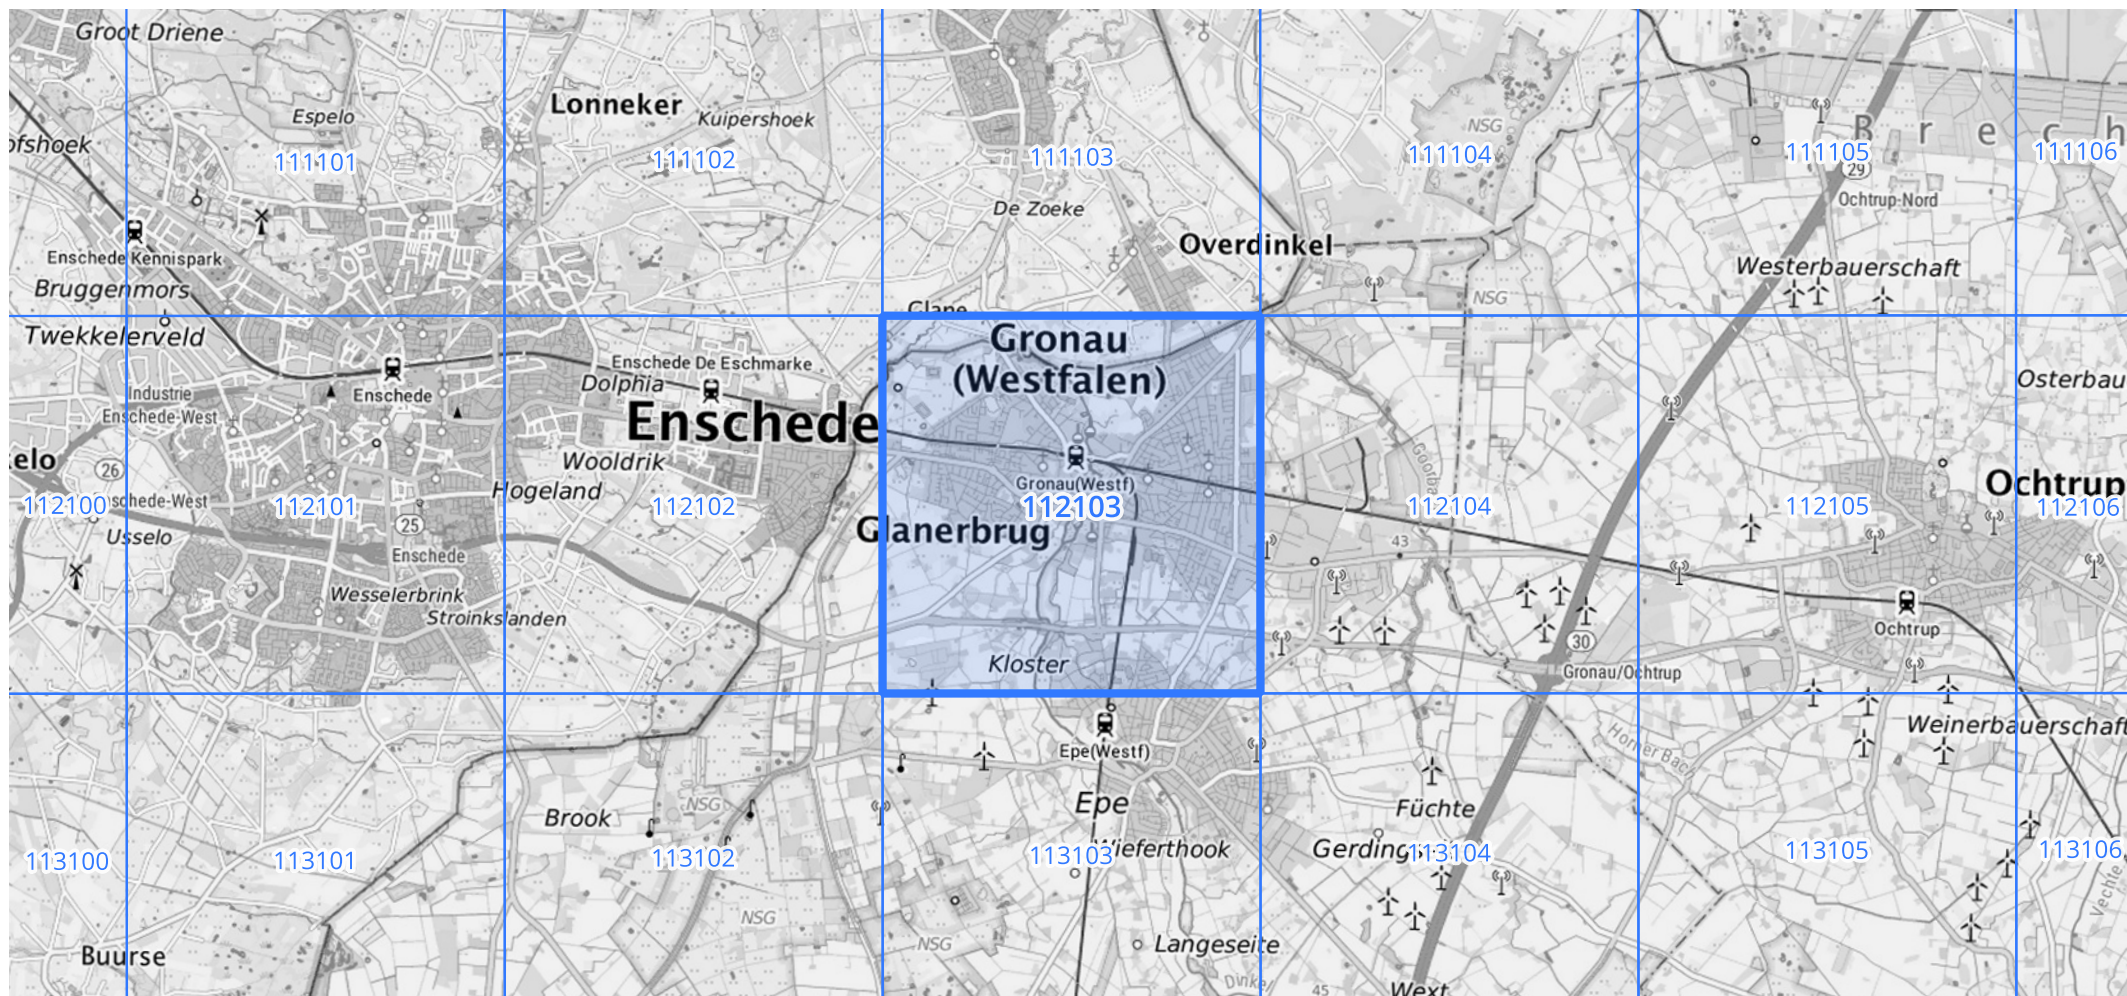 Groot Driene
Lonneker
Kuipershoek
Espelo
ofshoek
NSG
B r e c h
111101
111102
111103
111104
111105
111106
29
Ochtrup-Nord
De Zoeke
Overdinkel
Enschede Kennispark
Westerbauerschaft
Bruggenmors
NSG
Glane
Twekkelerveld
Gronau
(Westfalen)
Enschede De Eschmarke
Dolphia
Osterbau
Industrie
Enschede-West
Enschede
Enschede
elo
26
Wooldrik
Goorba
Hogeland
Gronau(Westf)
Ochtrup
112100
schede-West
112101
112102
112103
112104
112105
112106
25
Usselo
Glanerbrug
43
Enschede
Wesselerbrink
Stroinkslanden
30
Ochtrup
Kloster
Gronau/Ochtrup
Weinerbauerschaft
Epe(Westf)
Horner Bach
NSG
Epe
Brook
Füchte
Wieferthook
Gerdings
113100
113101
113102
113103
113104
113105
113106
Vechte
NSG
NSG
Langeseite
Buurse
Dinkel
45
Wext